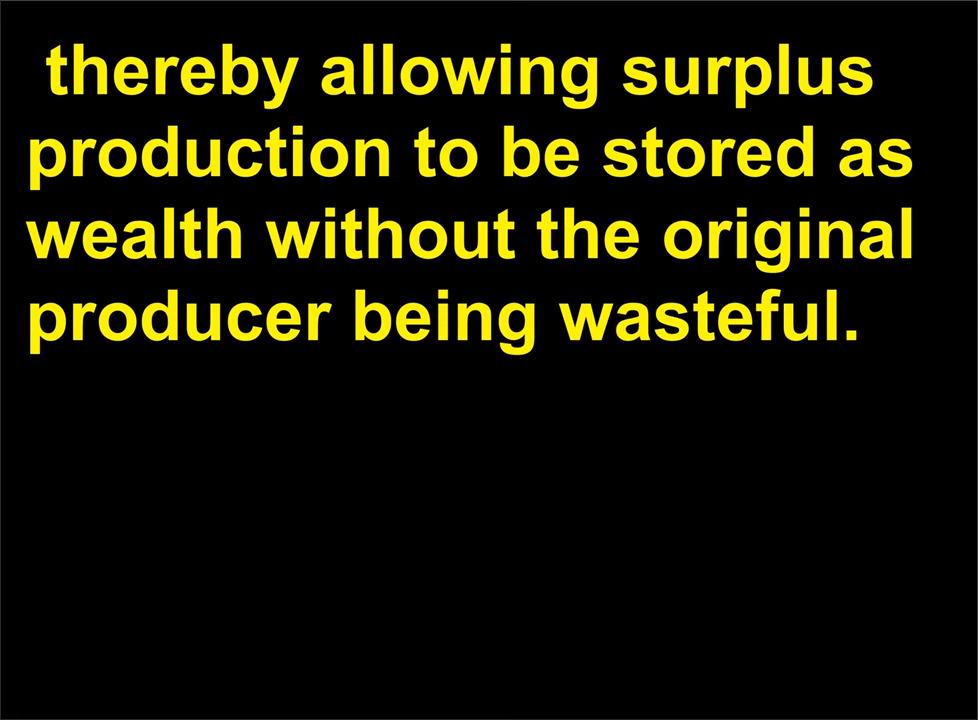 thereby allowing surplus
production to be stored as
wealth without the original
producer being wasteful.